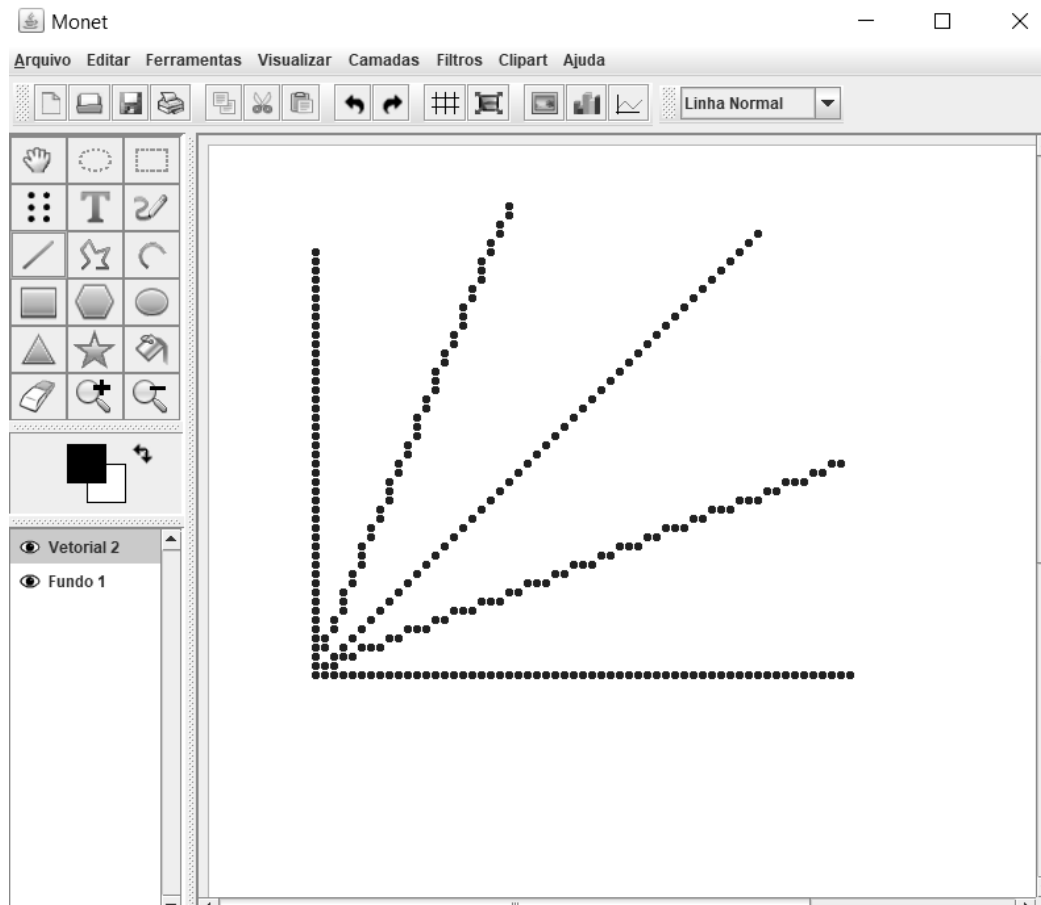 Monet
Arquivo Editar Ferramentas Visualizar Camadas Filtros Clipart Ajuda
Linha Normal
T
Vetorial 2
Fundo 1